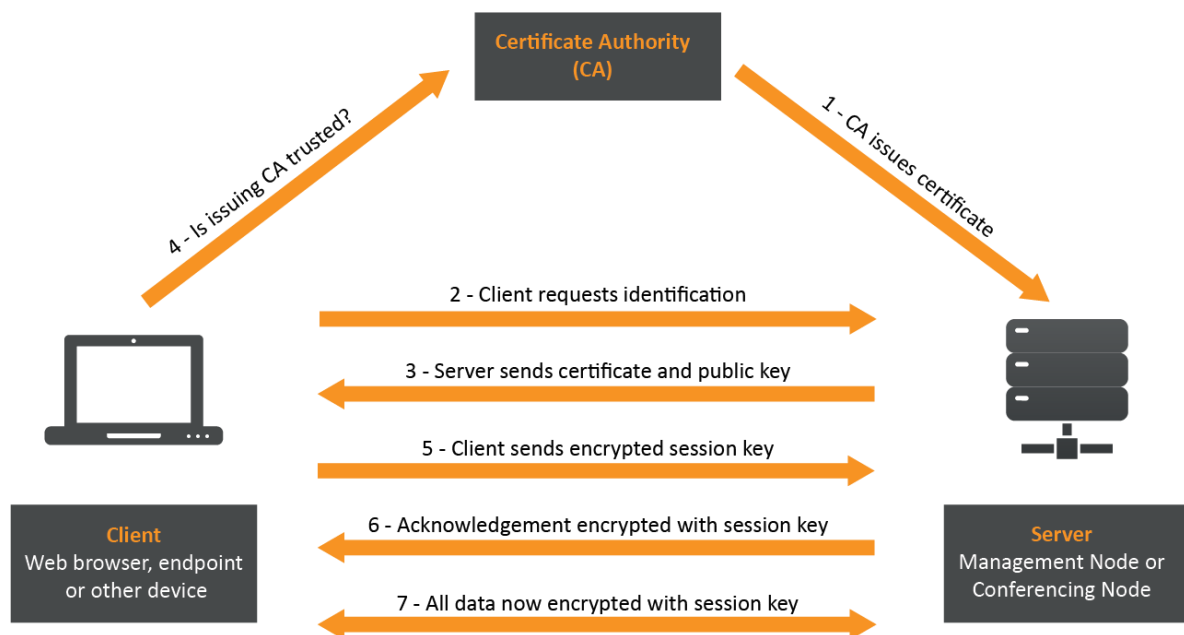 Certificate Authority
(CA)
4 - Is issuing CA trusted?
1 - CA issues certificate
2 - Client requests identification
3 - Server sends certificate and public key
5 - Client sends encrypted session key
6 - Acknowledgement encrypted with session key
7 - All data now encrypted with session key
Client
Web browser, endpoint
or other device
Server
Management Node or
Conferencing Node